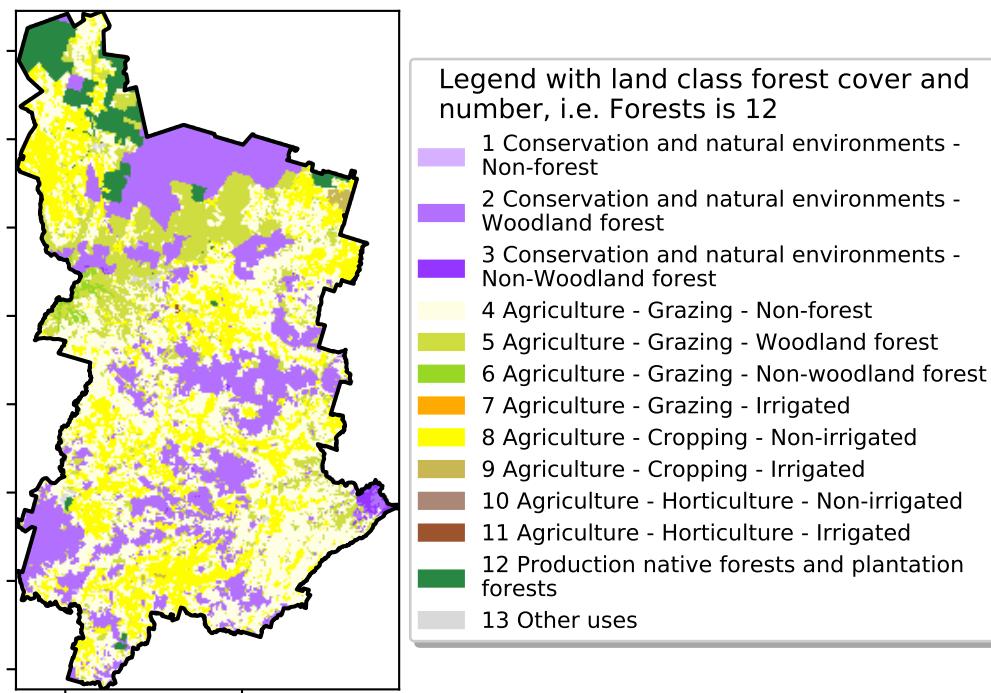 Legend with land class forest cover and
number, i.e. Forests is 12
1 Conservation and natural environments -
Non-forest
2 Conservation and natural environments -
Woodland forest
3 Conservation and natural environments -
Non-Woodland forest
4 Agriculture - Grazing - Non-forest
5 Agriculture - Grazing - Woodland forest
6 Agriculture - Grazing - Non-woodland forest
7 Agriculture - Grazing - Irrigated
8 Agriculture - Cropping - Non-irrigated
9 Agriculture - Cropping - Irrigated
10 Agriculture - Horticulture - Non-irrigated
11 Agriculture - Horticulture - Irrigated
12 Production native forests and plantation
forests
13 Other uses